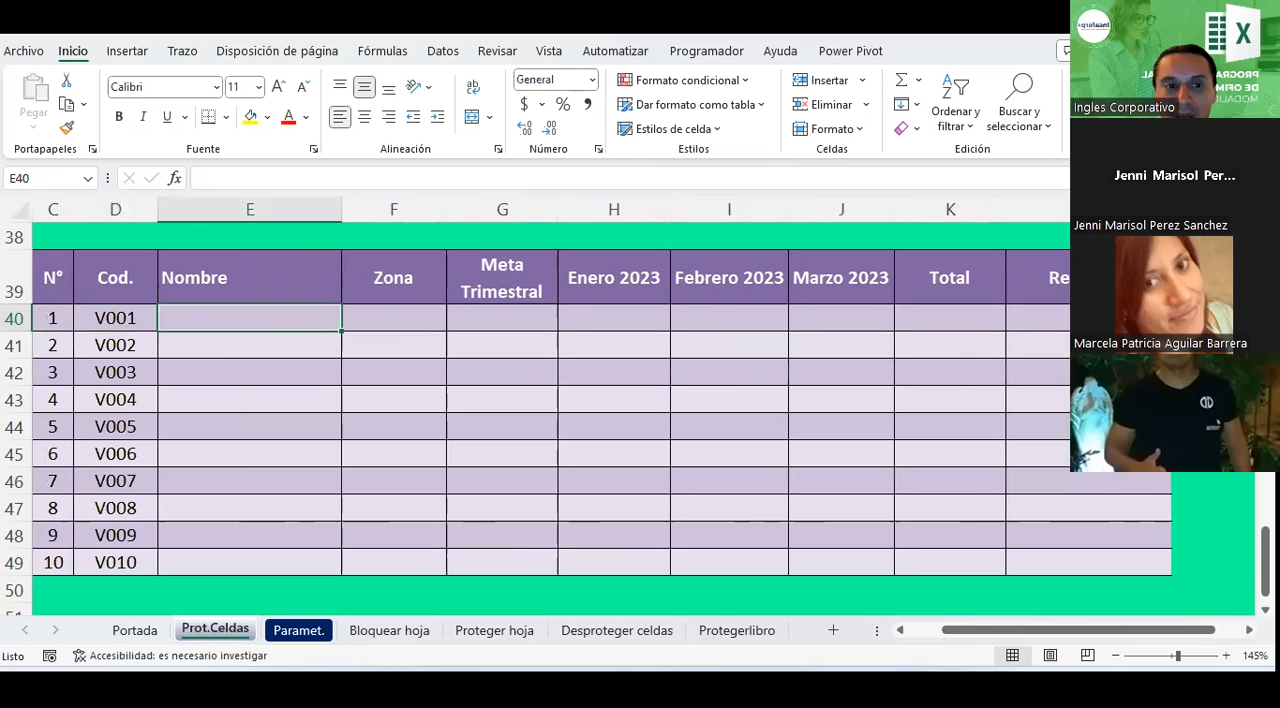 Archivo Inicio Insertar Trazo Disposición de página Fórmulas Datos Revisar Vista Automatizar Programador Ayuda Power Pivot
Pegar
Calibri 11
N K S
General
$ % 
Formato condicional
Dar formato como tabla
Estilos de celda
Insertar
Eliminar
Formato
Ordenar y
filtrar
Buscar y
seleccionar
Portapapeles Fuente Alineación Número Estilos Celdas Edición
E40 fx
C D E F G H I J K
38
39 N° Cod. Nombre Zona Meta Trimestral Enero 2023 Febrero 2023 Marzo 2023 Total Re
40 1 V001
41 2 V002
42 3 V003
43 4 V004
44 5 V005
45 6 V006
46 7 V007
47 8 V008
48 9 V009
49 10 V010
50
Portada Prot.Celdas Paramet. Bloquear hoja Proteger hoja Desproteger celdas Protegerlibro
Listo Accesibilidad: es necesario investigar 145%
Ingles Corporativo
Jenni Marisol Per...
Jenni Marisol Perez Sanchez
Marcela Patricia Aguilar Barrera